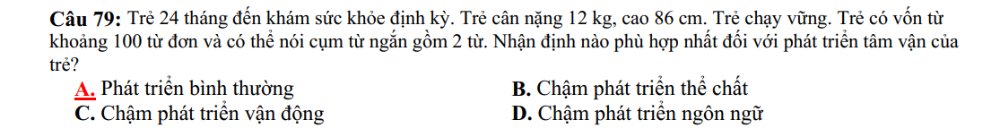 Câu 79: Trẻ 24 tháng đến khám sức khỏe định kỳ. Trẻ cân nặng 12 kg, cao 86 cm. Trẻ chạy vững. Trẻ có vốn từ
khoảng 100 từ đơn và có thể nói cụm từ ngắn gồm 2 từ. Nhận định nào phù hợp nhất đối với phát triển tâm vận của
trẻ?
A. Phát triển bình thường B. Chậm phát triển thể chất
C. Chậm phát triển vận động D. Chậm phát triển ngôn ngữ